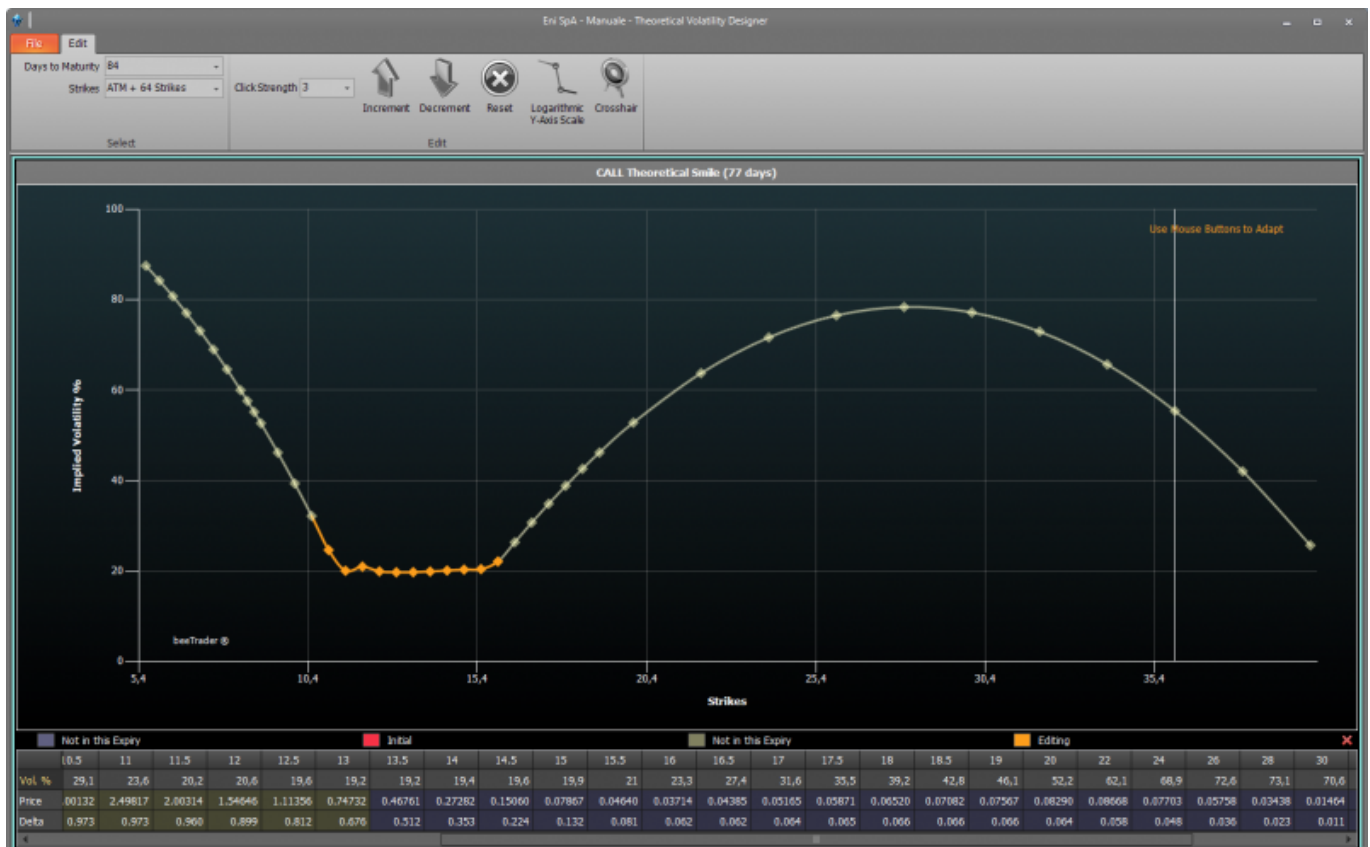 Eni SpA - Manuale - Theoretical Volatility Designer
File Edit
Days to Maturity 84
Strikes ATM + 64 Strikes
Click Strength 3
Increment Decrement Reset Logarithmic Y-Axis Scale Crosshair
Select Edit
CALL Theoretical Smile (77 days)
Use Mouse Buttons to Adapt
100
80
60
40
20
0
Implied Volatility %
beeTrader ®
5,4 10,4 15,4 20,4 25,4 30,4 35,4
Strikes
Not in this Expiry Initial Not in this Expiry Editing
10.5 11 11.5 12 12.5 13 13.5 14 14.5 15 15.5 16 16.5 17 17.5 18 18.5 19 20 22 24 26 28 30
Vol. % 29,1 23,6 20,2 20,6 19,6 19,2 19,2 19,4 19,6 19,9 21 23,3 27,4 31,6 35,5 39,2 42,8 46,1 52,2 62,1 68,9 72,6 73,1 70,6
Price .00132 2.49817 2.00314 1.54646 1.11356 0.74732 0.46761 0.27282 0.15060 0.07867 0.04640 0.03714 0.04385 0.05165 0.05871 0.06520 0.07082 0.07567 0.08290 0.08668 0.07703 0.05758 0.03438 0.01464
Delta 0.973 0.973 0.960 0.899 0.812 0.676 0.512 0.353 0.224 0.132 0.081 0.062 0.062 0.064 0.065 0.066 0.066 0.066 0.064 0.058 0.048 0.036 0.023 0.011